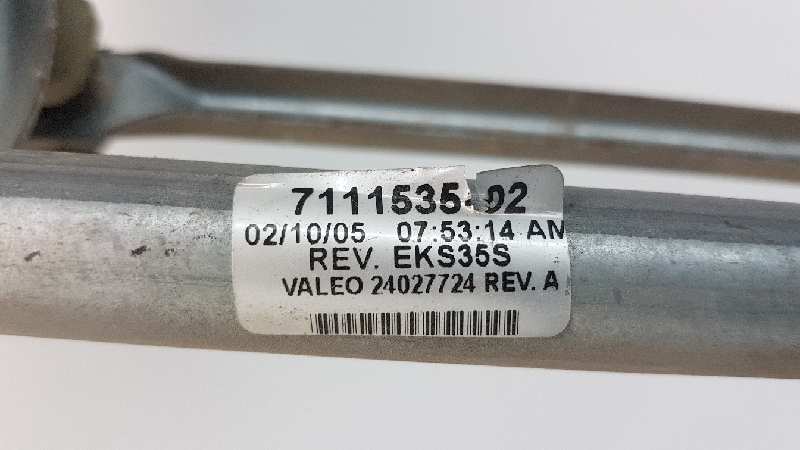 7111535-02
02/10/05 07:53:14 AM
REV. EKS35S
VALEO 24027724 REV. A